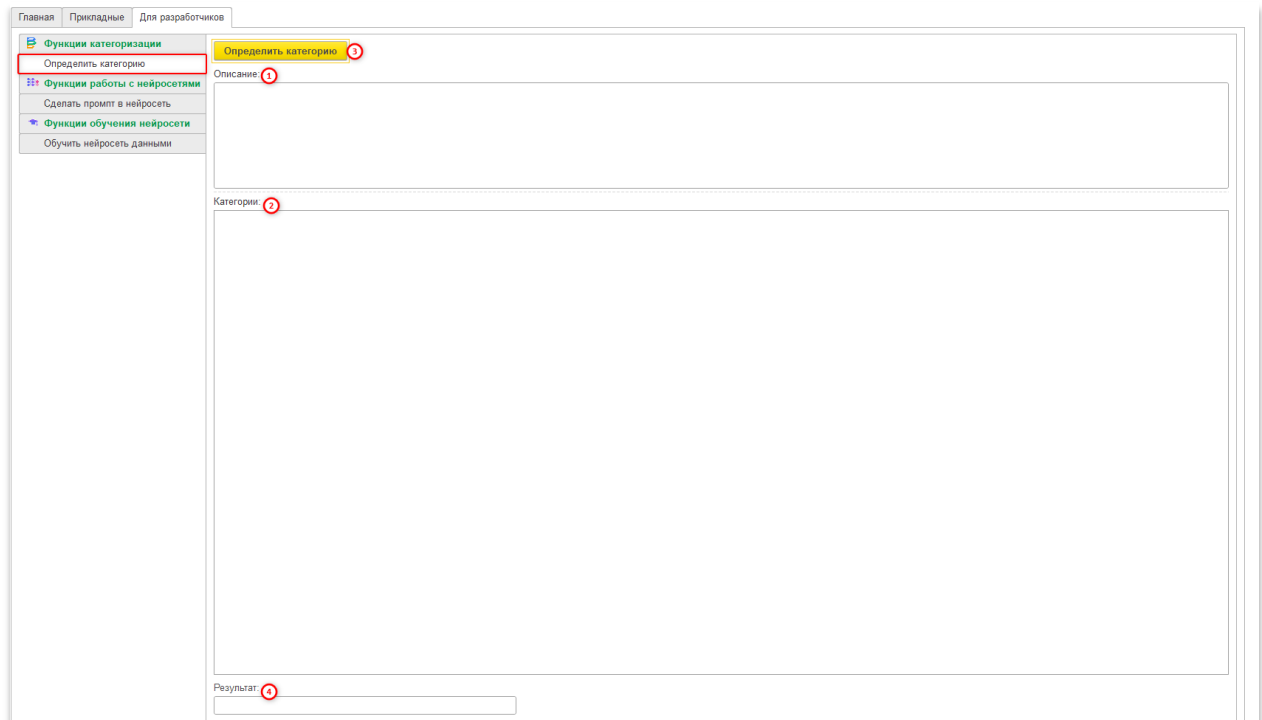 Главная Прикладные Для разработчиков
Функции категоризации
Определить категорию
Функции работы с нейросетями
Сделать промпт в нейросеть
Функции обучения нейросети
Обучить нейросеть данными
Определить категорию 3
Описание: 1
Категории: 2
Результат: 4